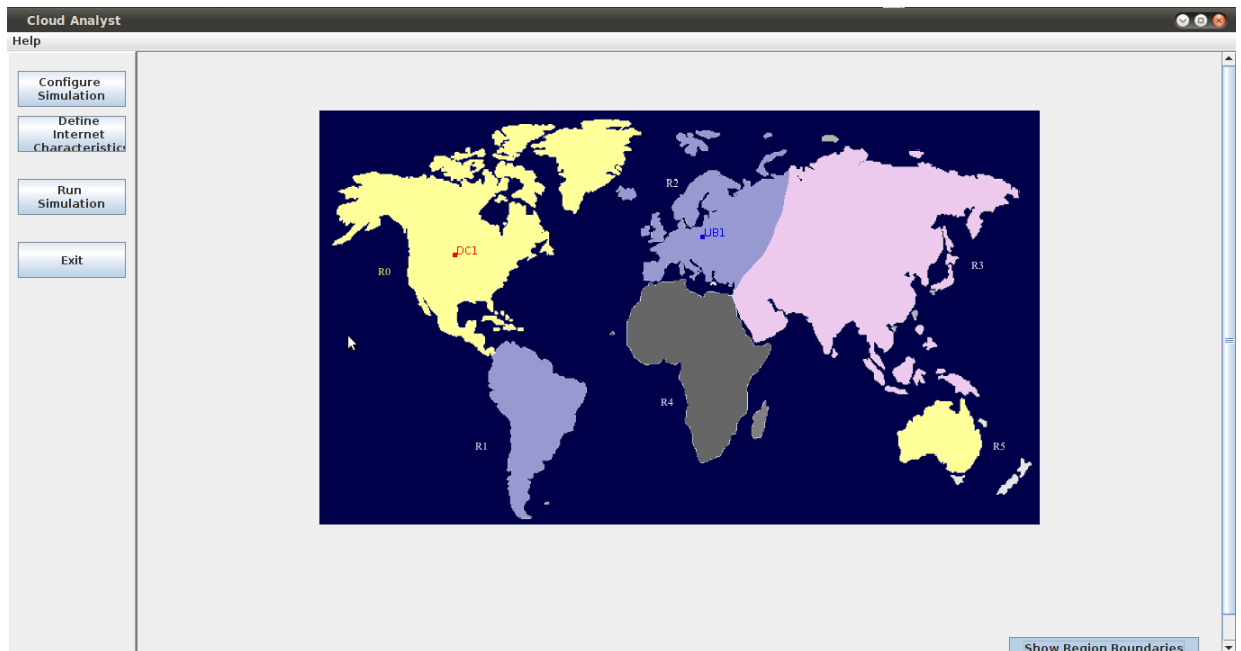 Cloud Analyst
Help
Configure
Simulation
Define
Internet
Characteristics
Run
Simulation
Exit
R2
UB1
DC1
R0
R3
R4
R1
R5
Show Region Boundaries